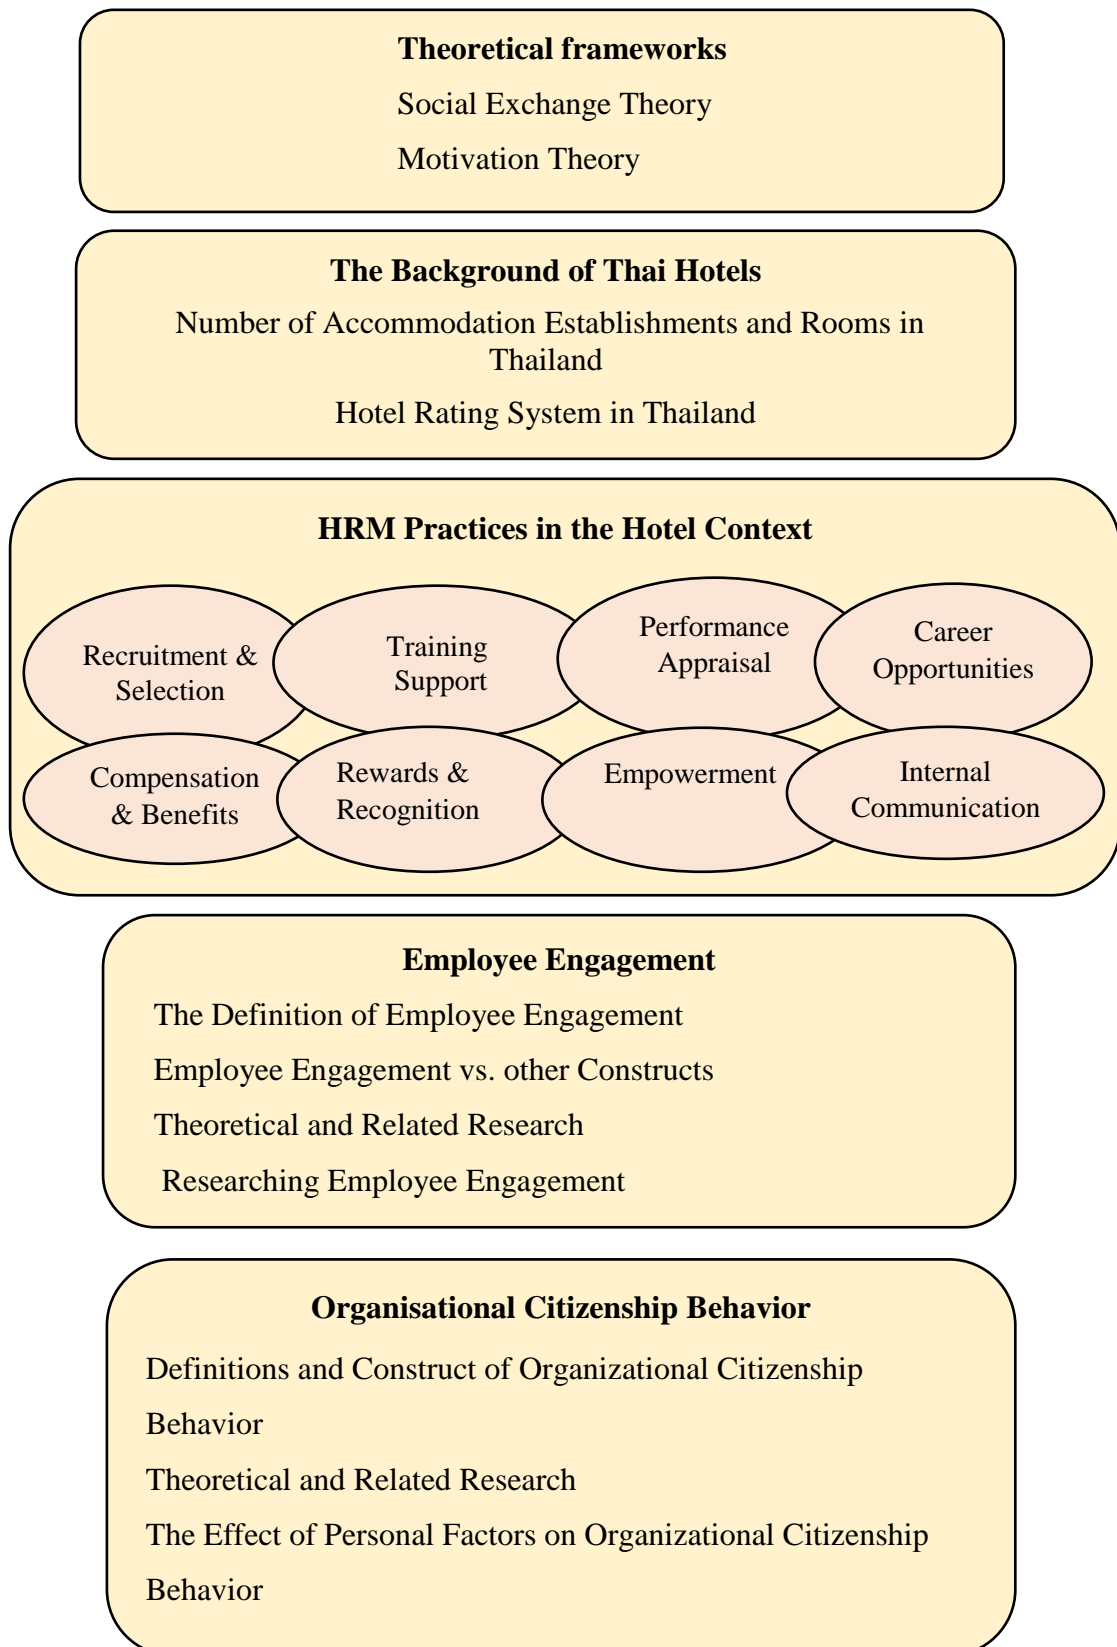 Theoretical frameworks
Social Exchange Theory
Motivation Theory
The Background of Thai Hotels
Number of Accommodation Establishments and Rooms in
Thailand
Hotel Rating System in Thailand
HRM Practices in the Hotel Context
Recruitment &
Selection
Training
Support
Performance
Appraisal
Career
Opportunities
Compensation
& Benefits
Rewards &
Recognition
Empowerment
Internal
Communication
Employee Engagement
The Definition of Employee Engagement
Employee Engagement vs. other Constructs
Theoretical and Related Research
Researching Employee Engagement
Organisational Citizenship Behavior
Definitions and Construct of Organizational Citizenship
Behavior
Theoretical and Related Research
The Effect of Personal Factors on Organizational Citizenship
Behavior